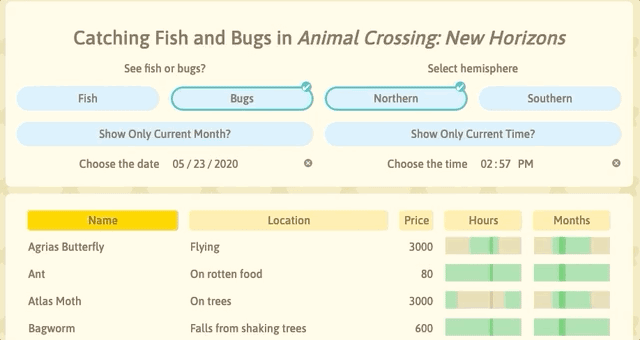 Catching Fish and Bugs in Animal Crossing: New Horizons
See fish or bugs? Select hemisphere
Fish Bugs Northern Southern
Show Only Current Month? Show Only Current Time?
Choose the date 05/23/2020 Choose the time 02:57 PM
Name Location Price Hours Months
Agrias Butterfly Flying 3000
Ant On rotten food 80
Atlas Moth On trees 3000
Bagworm Falls from shaking trees 600